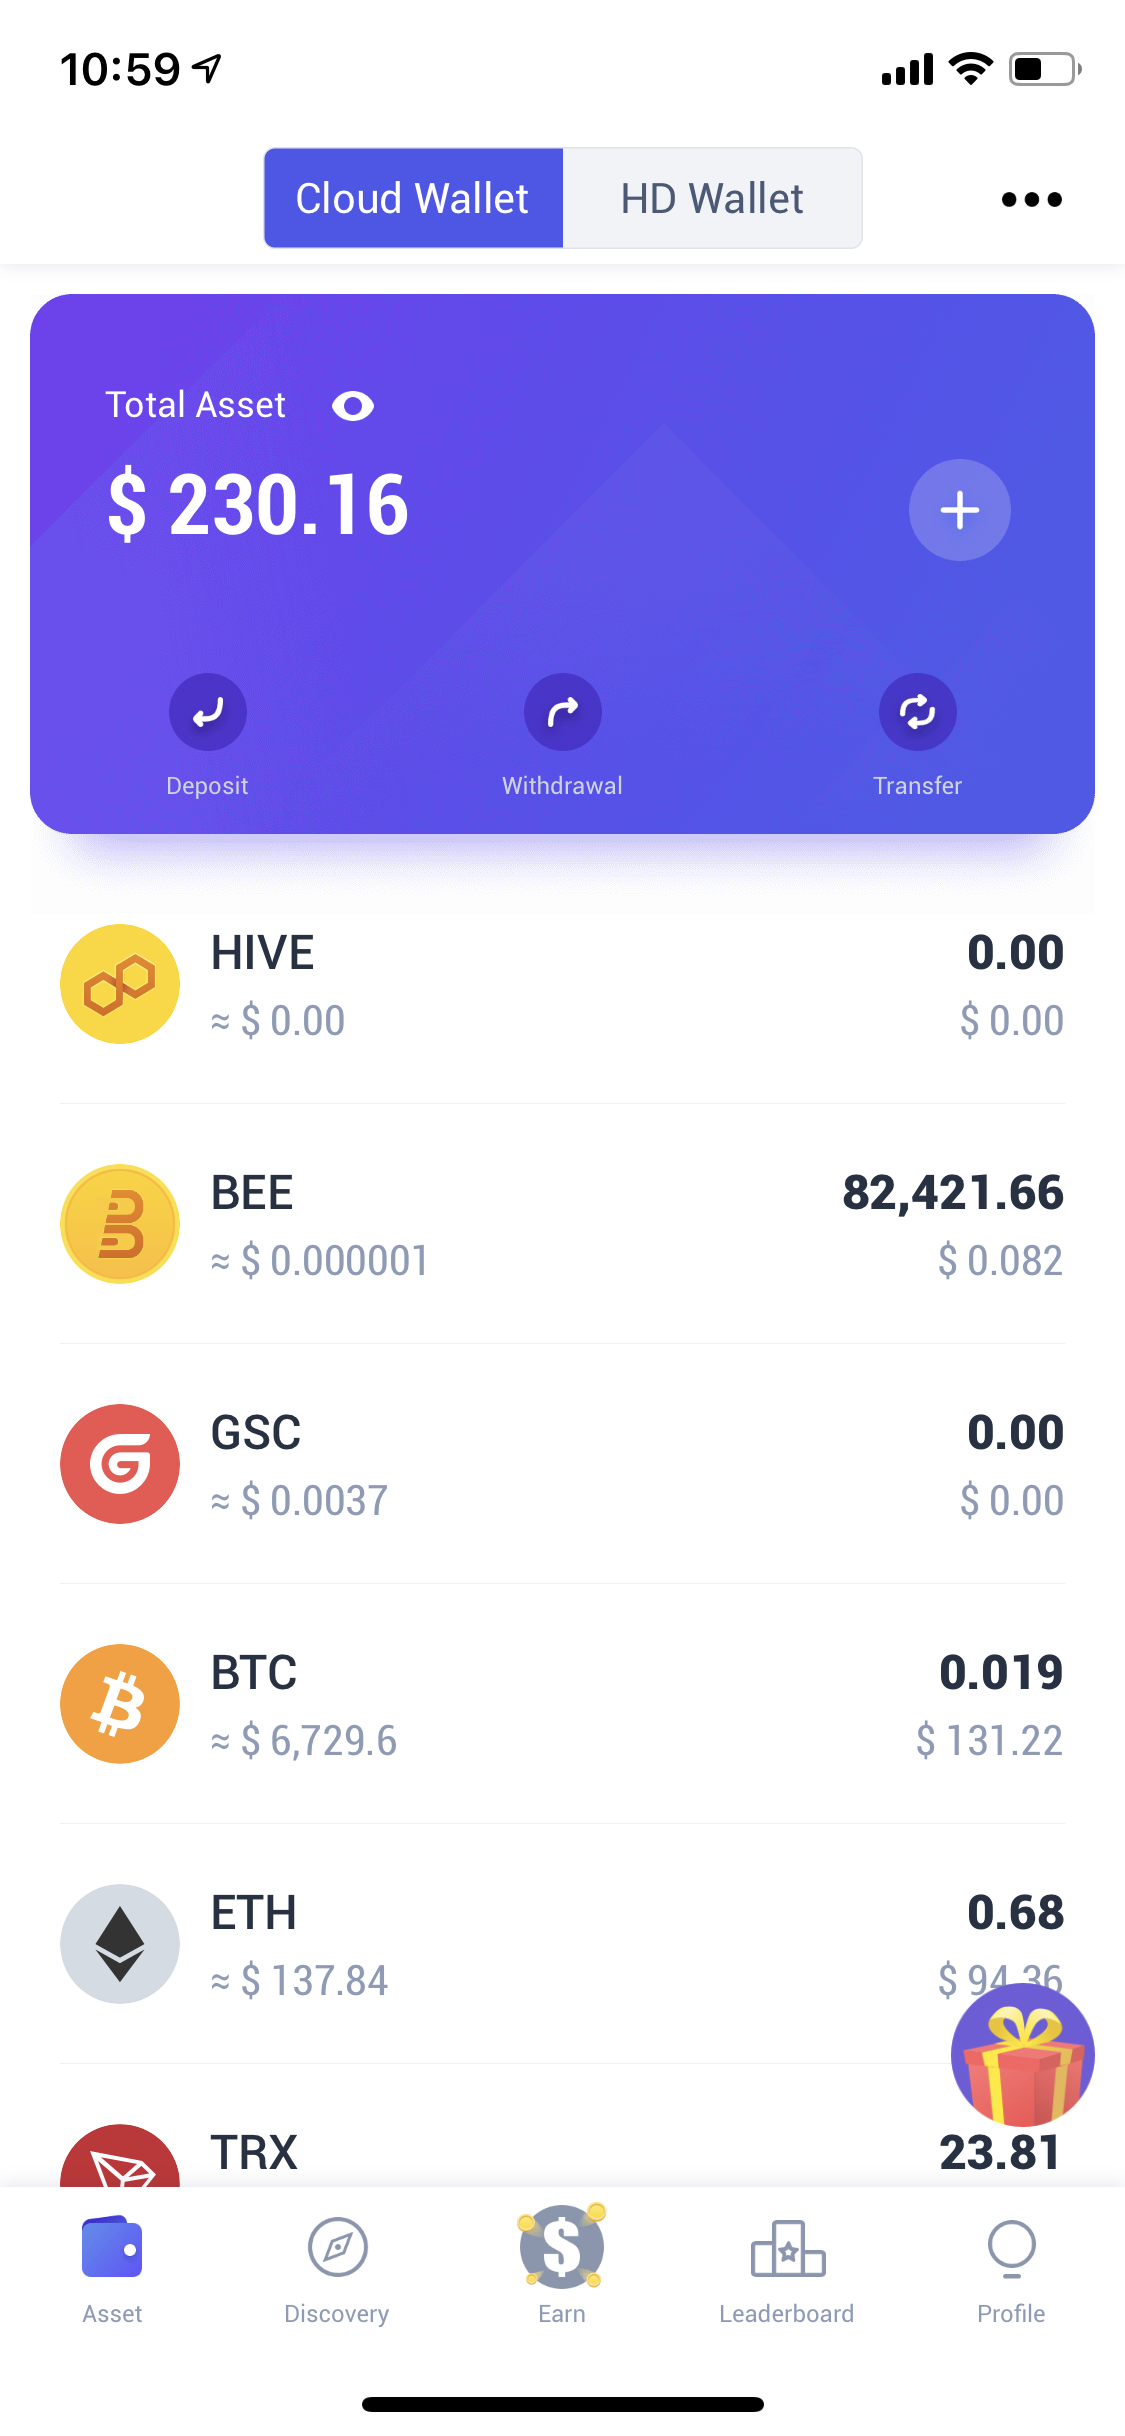 10:59
Cloud Wallet HD Wallet
Total Asset
$ 230.16
Deposit Withdrawal Transfer
HIVE 0.00
≈ $ 0.00 $ 0.00
BEE 82,421.66
≈ $ 0.000001 $ 0.082
GSC 0.00
≈ $ 0.0037 $ 0.00
BTC 0.019
≈ $ 6,729.6 $ 131.22
ETH 0.68
≈ $ 137.84 $ 94.36
TRX 23.81
Asset Discovery Earn Leaderboard Profile